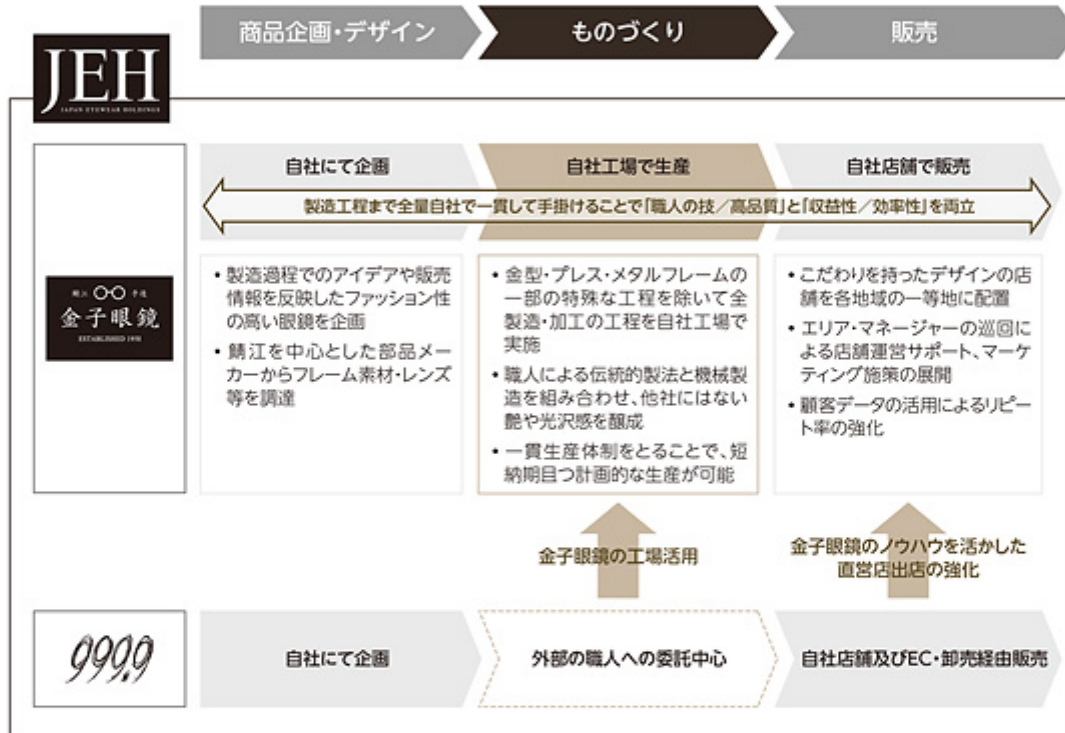 商品企画・デザイン
ものづくり
販売
JEH
JAPAN EYEWEAR HOLDINGS
自社にて企画
自社工場で生産
自社店舗で販売
製造工程まで全量自社で一貫して手掛けることで「職人の技／高品質」と「収益性／効率性」を両立
金子眼鏡
ESTABLISHED 1958
• 製造過程でのアイデアや販売
情報を反映したファッション性
の高い眼鏡を企画
• 鯖江を中心とした部品メー
カーからフレーム素材・レンズ
等を調達
• 金型・プレス・メタルフレームの
一部の特殊な工程を除いて全
製造・加工の工程を自社工場で
実施
• 職人による伝統的製法と機械製
造を組み合わせ、他社にはない
艶や光沢感を醸成
• 一貫生産体制をとることで、短
納期目つ計画的な生産が可能
• こだわりを持ったデザインの店
舗を各地域の一等地に配置
• エリア・マネージャーの巡回に
よる店舗運営サポート、マーケ
ティング施策の展開
• 顧客データの活用によるリピー
ト率の強化
金子眼鏡の工場活用
金子眼鏡のノウハウを活かした
直営店出店の強化
999.9
自社にて企画
外部の職人への委託中心
自社店舗及びEC・卸売経由販売